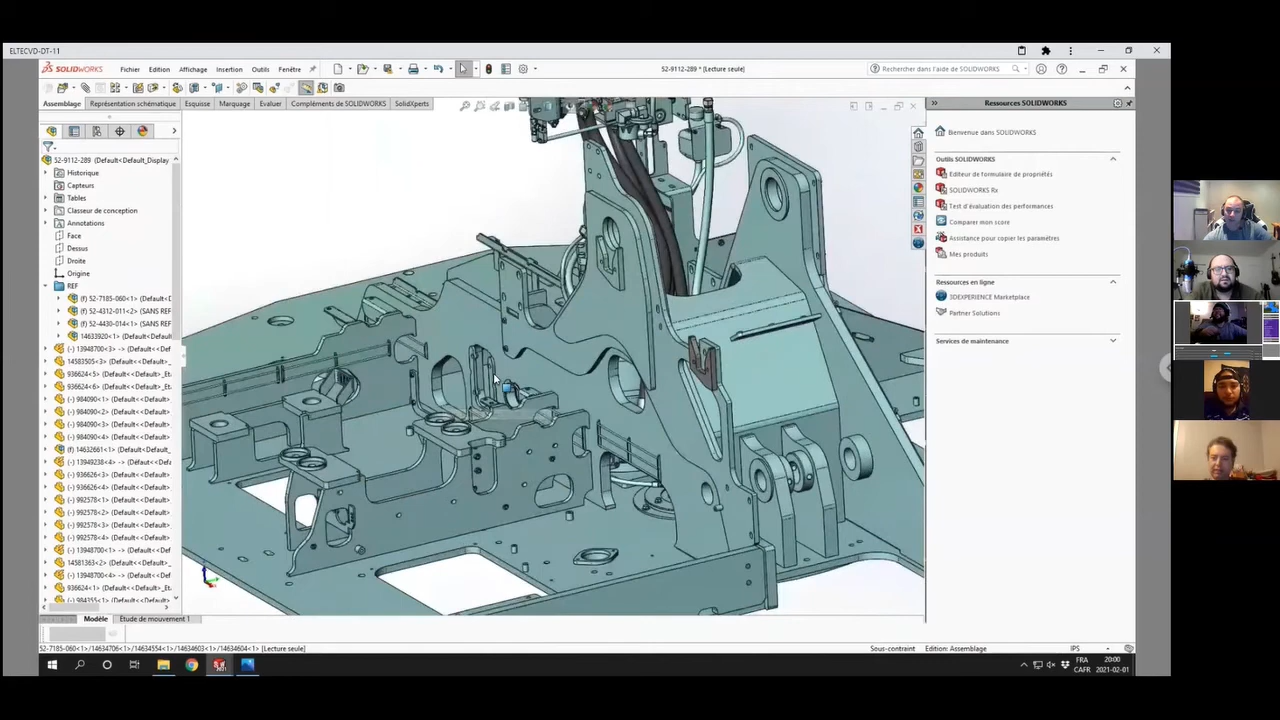 ELTECVD-DT-11
SOLIDWORKS
Fichier Edition Affichage Insertion Outils Fenêtre
52-9112-289 * (Lecture seule)
Rechercher dans l'aide de SOLIDWORKS
Assemblage Représentation schématique Esquisse Marquage Evaluer Compléments de SOLIDWORKS SolidXperts
Ressources SOLIDWORKS
Bienvenue dans SOLIDWORKS
Outils SOLIDWORKS
Editeur de formulaire de propriétés
SOLIDWORKS Rx
Test d'évaluation des performances
Comparer mon score
Assistance pour copier les paramètres
Mes produits
Ressources en ligne
3DEXPERIENCE Marketplace
Partner Solutions
Services de maintenance
52-9112-289 (Default<Default_Display
Historique
Capteurs
Tables
Classeur de conception
Annotations
Face
Dessus
Droite
Origine
REF
(f) 52-7185-060<1> (Default<D
(f) 52-4312-011<2> (SANS REF
(f) 52-4430-014<1> (SANS REF
14633920<1> (Default<Default_
(-) 13948700<3> -> (Default<<Def
14583505<3> (Default<<Default>_
936624<5> (Default<<Default>_
936624<6> (Default<<Default>_
(-) 984090<1> (Default<<Default>
(-) 984090<2> (Default<<Default>
(-) 984090<3> (Default<<Default>
(-) 984090<4> (Default<<Default>
(f) 14632661<1> (Default<Default_
(-) 13949238<4> -> (Défaut<<Def
(-) 936626<3> (Default<<Default>
(-) 936626<4> (Default<<Default>
(-) 992578<1> (Default<<Default>
(-) 992578<2> (Default<<Default>
(-) 992578<3> (Default<<Default>
(-) 992578<4> (Default<<Default>
(-) 13948700<1> (Default<<Def
14581363<2> (Default<<Default>
(-) 13948700<4> -> (Default<<Def
936624<1> (Default<<Default>_
(-) 984355<1> (Default<<Default>
Modèle Etude de mouvement 1
52-7185-060<1>/14634706<1>/14634554<1>/14634603<1>/14634604<1> (Lecture seule)
Sous-contraint Edition: Assemblage IPS
FRA
CAFR
20:00
2021-02-01